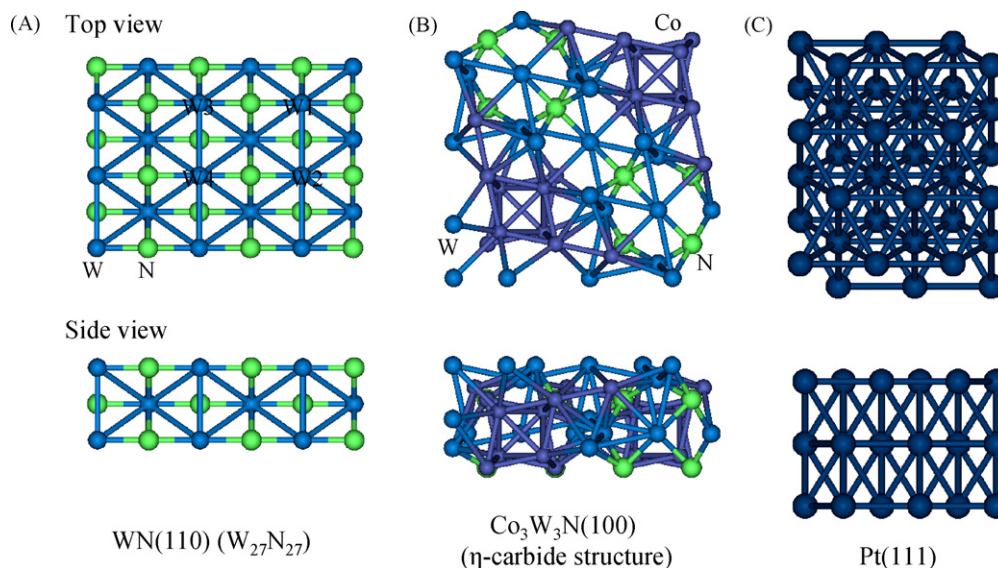 (A)
Top view
W3
W1
W4
W2
W
N
Side view
WN(110) (W₂₇N₂₇)
(B)
Co
W
N
Co₃W₃N(100)
(η-carbide structure)
(C)
Pt(111)